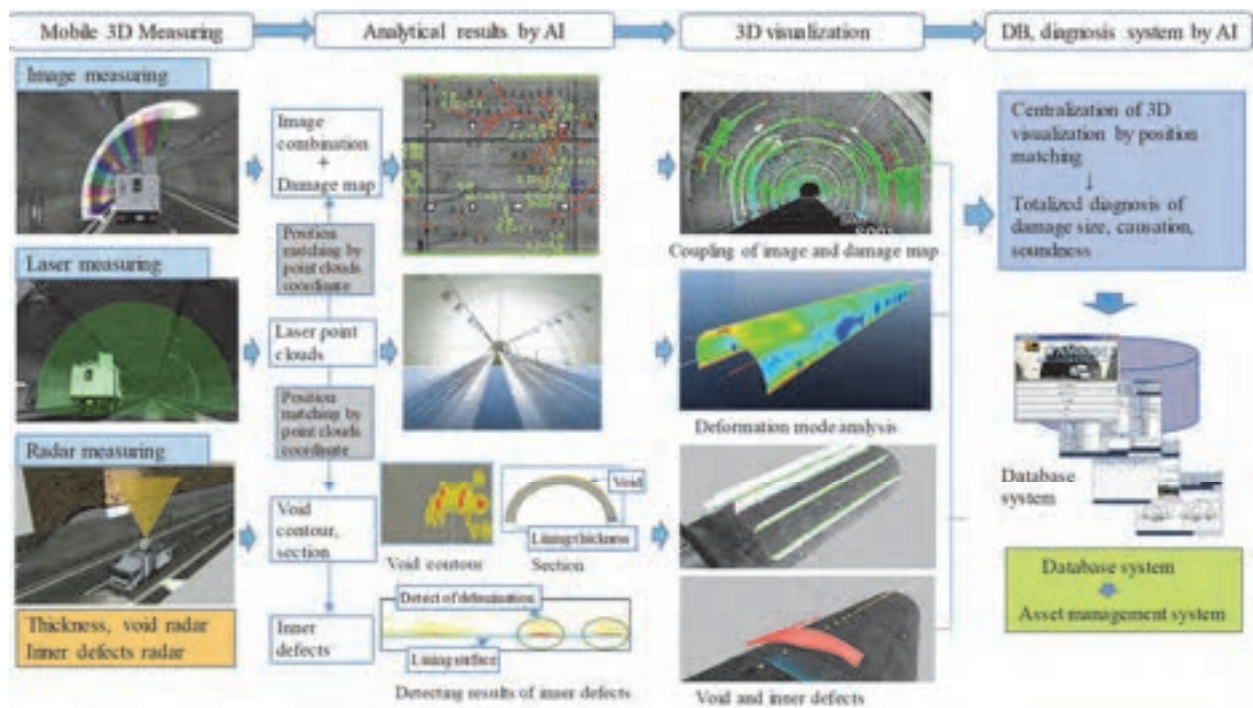 Mobile 3D Measuring
Analytical results by AI
3D visualization
DB, diagnosis system by AI
Image measuring
Image
combination
+
Damage map
Position
matching by
point clouds
coordinate
Coupling of image and damage map
Centralization of 3D
visualization by position
matching
↓
Totalized diagnosis of
damage size, causation,
soundness
Laser measuring
Laser point
clouds
Position
matching by
point clouds
coordinate
Deformation mode analysis
Radar measuring
Void
contour,
section
Void contour
Void
Lining thickness
Section
Database
system
Thickness, void radar
Inner defects radar
Inner
defects
Detect of delamination
Lining surface
Detecting results of inner defects
Void and inner defects
Database system
Asset management system